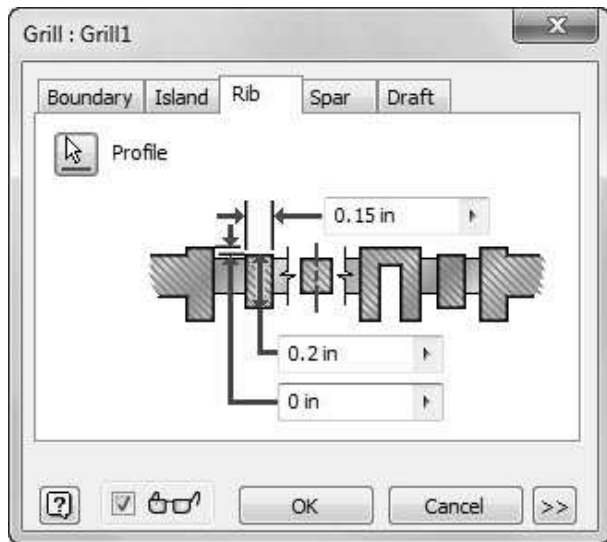 Grill : Grill1
Boundary Island Rib Spar Draft
Profile
0.15 in
0.2 in
0 in
? OK Cancel >>